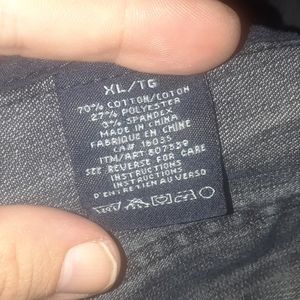 XL/TG
70% COTTON/COTON
27% POLYESTER
3% SPANDEX
MADE IN CHINA
FABRIQUE EN CHINE
CA# 16035
ITM/ART 807559
SEE REVERSE FOR CARE
INSTRUCTIONS
INSTRUCTIONS
D'ENTRETIEN AU VERSO